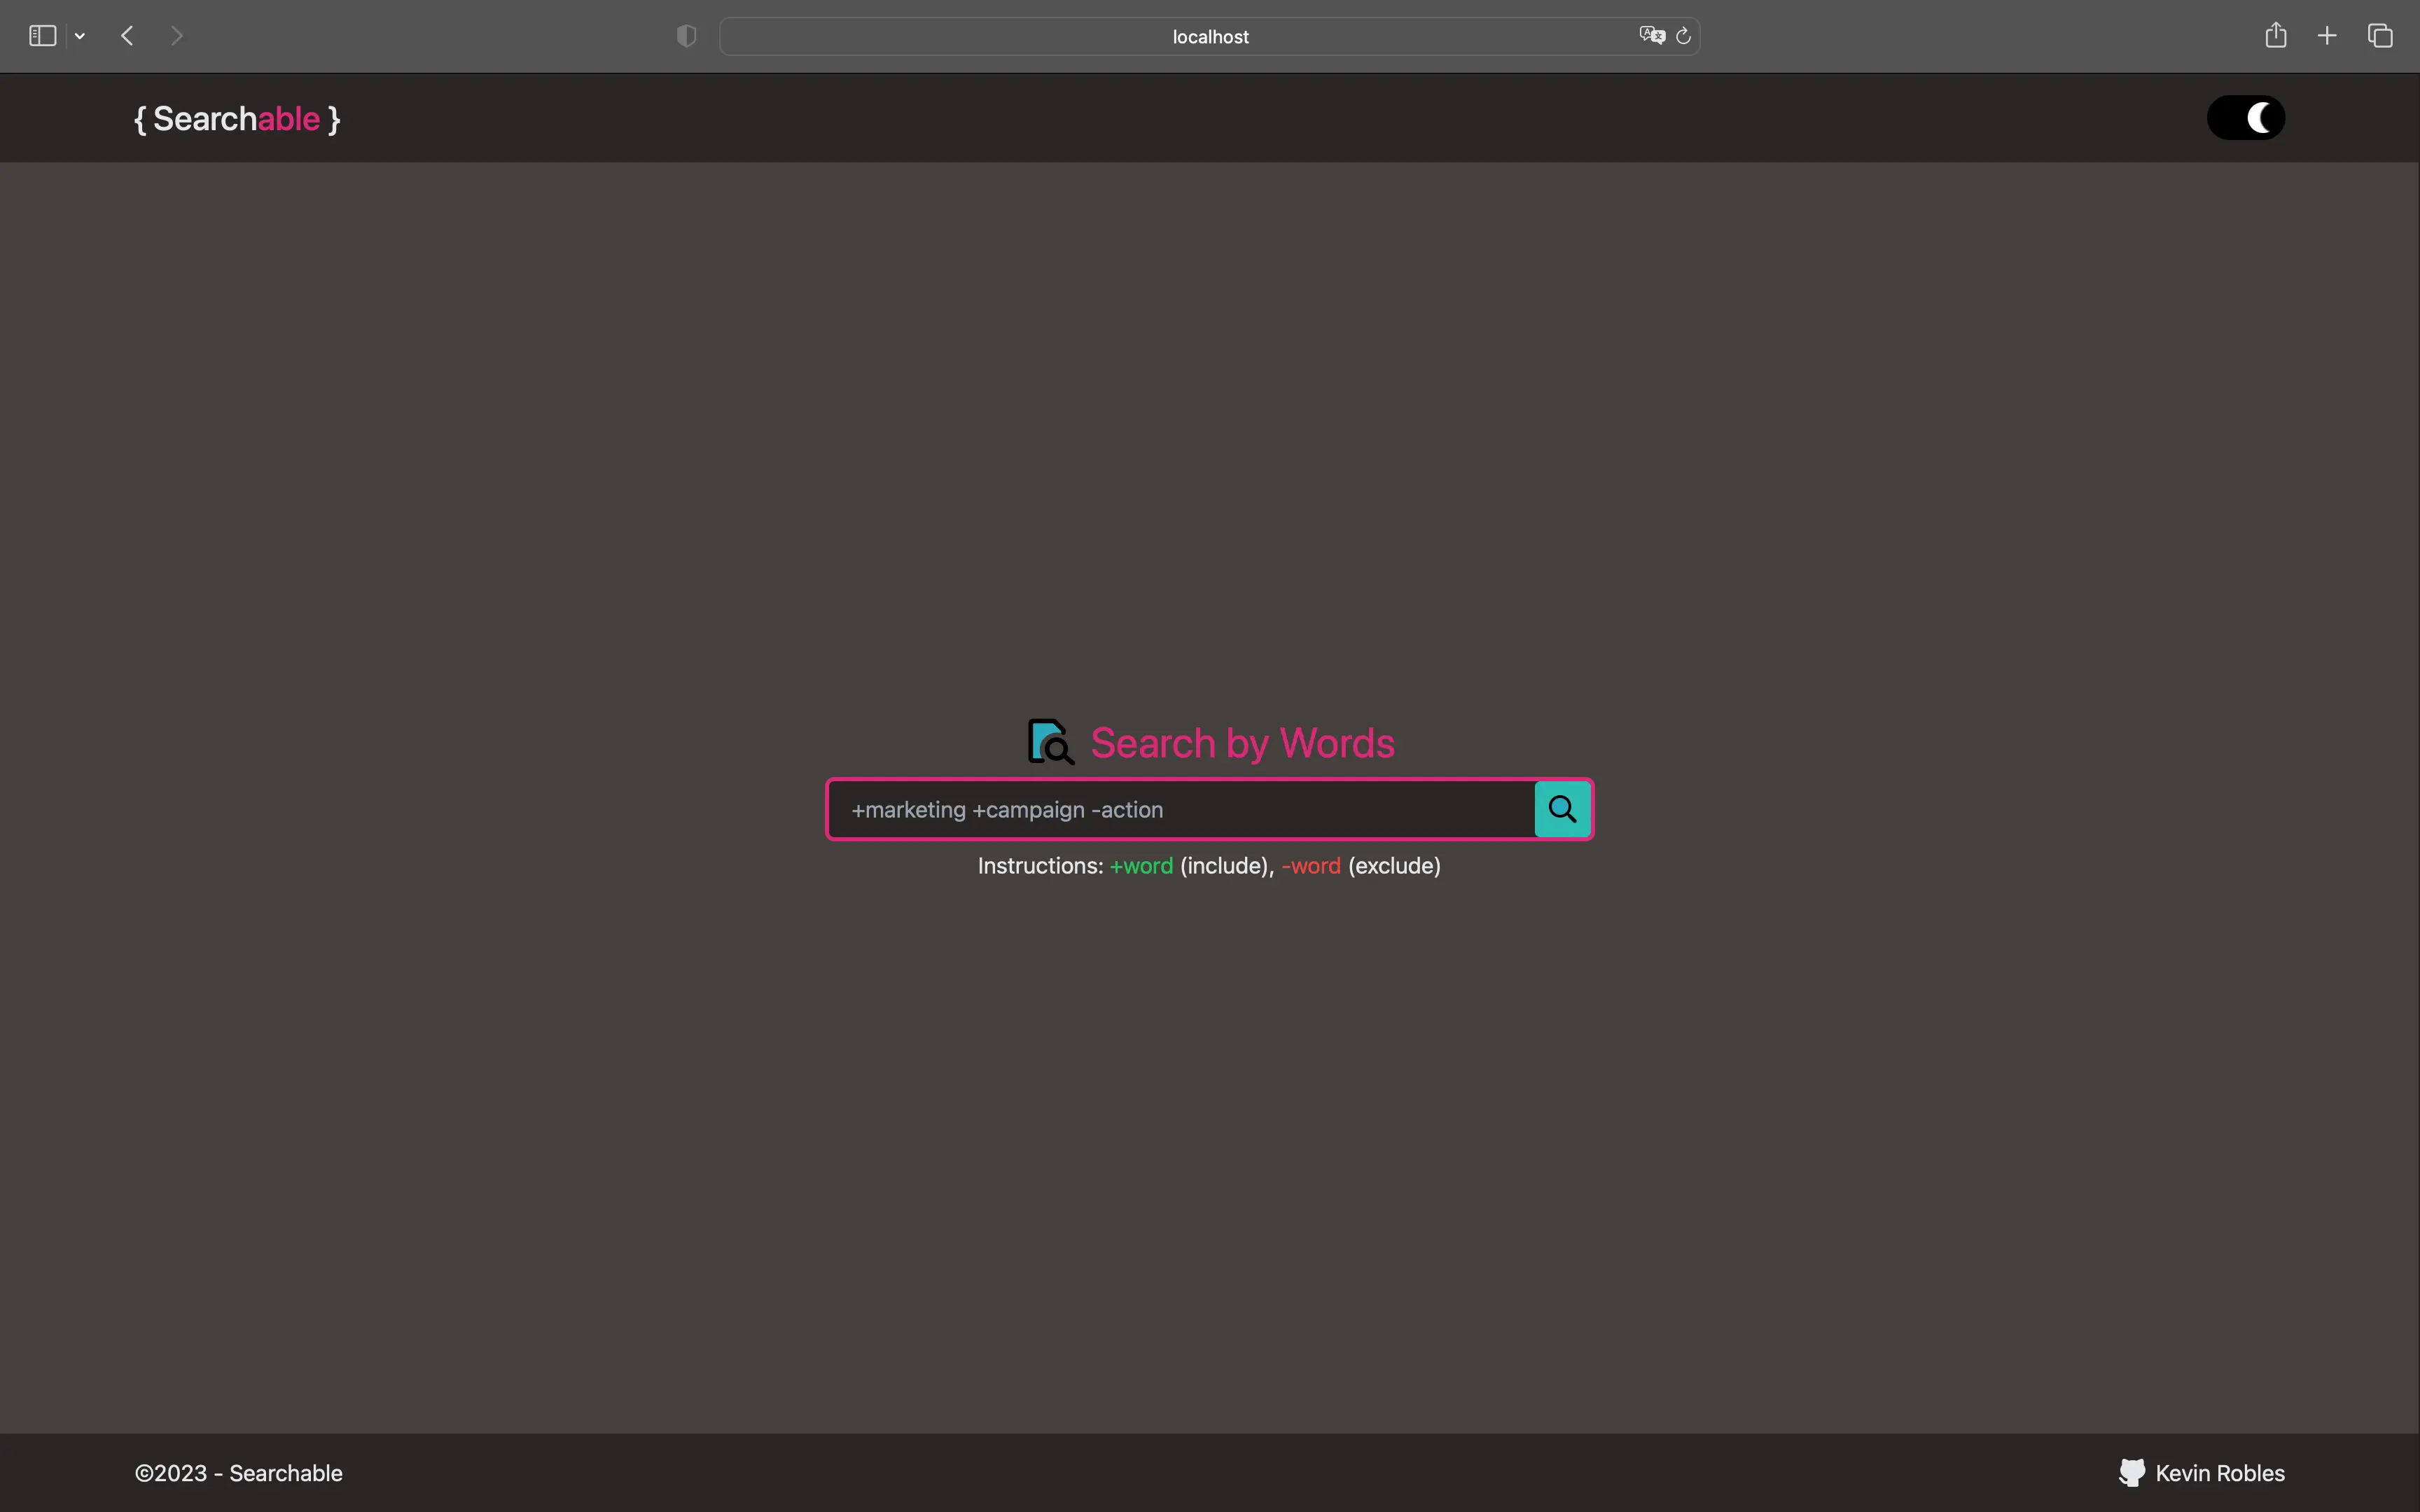 localhost
{ Searchable }
Search by Words
+marketing +campaign -action
Instructions: +word (include), -word (exclude)
©2023 - Searchable
Kevin Robles